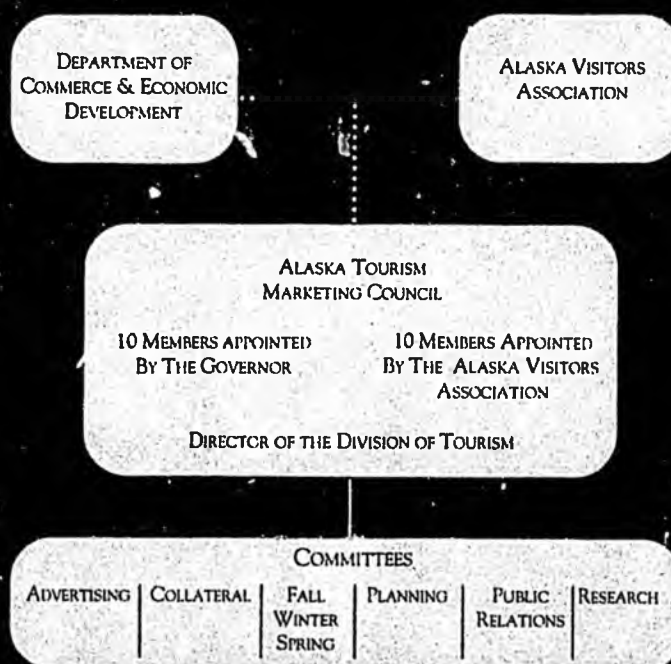 DEPARTMENT OF
COMMERCE & ECONOMIC
DEVELOPMENT
ALASKA VISITORS
ASSOCIATION
ALASKA TOURISM
MARKETING COUNCIL
10 MEMBERS APPOINTED
BY THE GOVERNOR
10 MEMBERS APPOINTED
BY THE ALASKA VISITORS
ASSOCIATION
DIRECTOR OF THE DIVISION OF TOURISM
COMMITTEES
ADVERTISING
COLLATERAL
FALL
WINTER
SPRING
PLANNING
PUBLIC
RELATIONS
RESEARCH